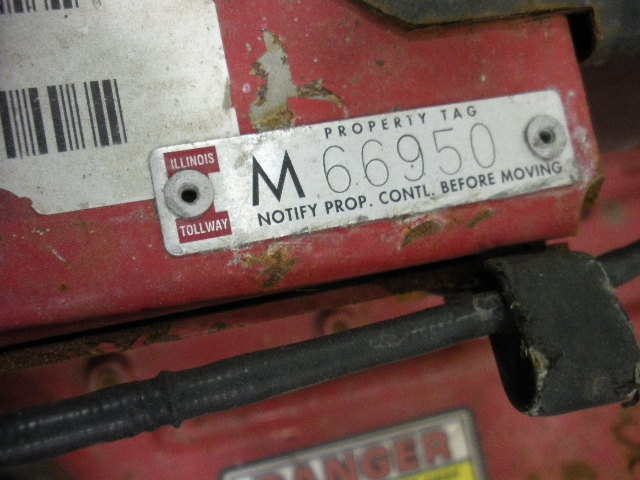 PROPERTY TAG
ILLINOIS
M 66950
TOLLWAY
NOTIFY PROP. CONTL. BEFORE MOVING
DANGER